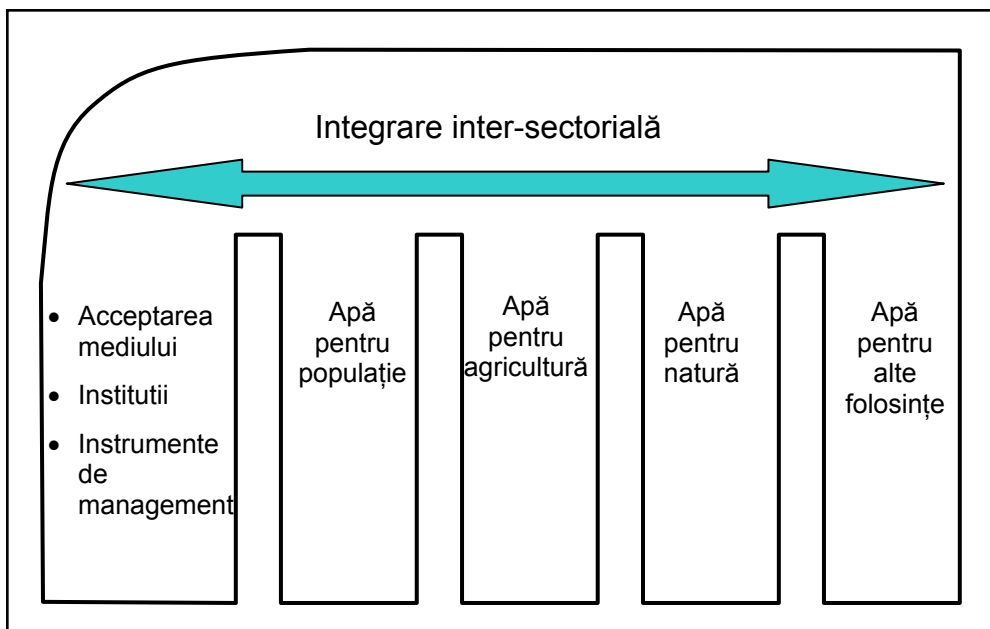 Integrare inter-sectorială
• Acceptarea
mediului
• Institutii
• Instrumente
de
management
Apă
pentru
populație
Apă
pentru
agricultură
Apă
pentru
natură
Apă
pentru
alte
folosințe